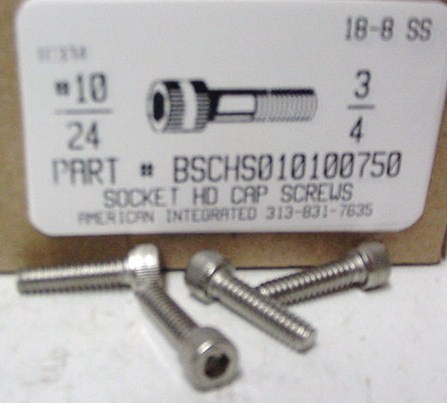 18-8 SS
#10 3
24 4
PART # BSCHS010100750
SOCKET HD CAP SCREWS
AMERICAN INTEGRATED 313-831-7635